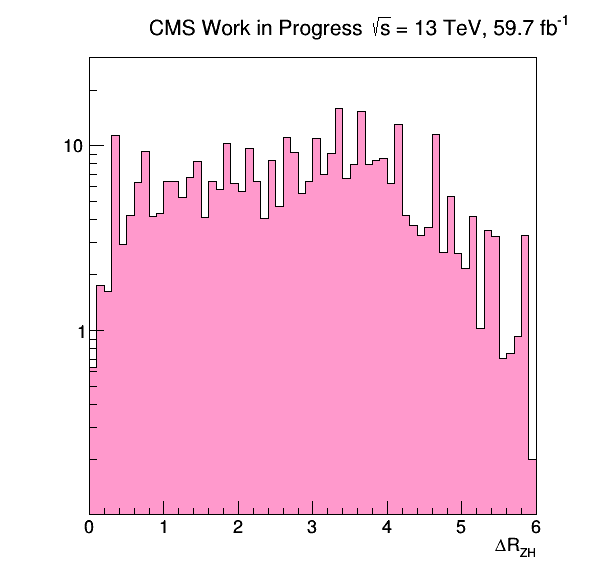 CMS Work in Progress √s = 13 TeV, 59.7 fb⁻¹
10
1
0 1 2 3 4 5 6
ΔR_ZH